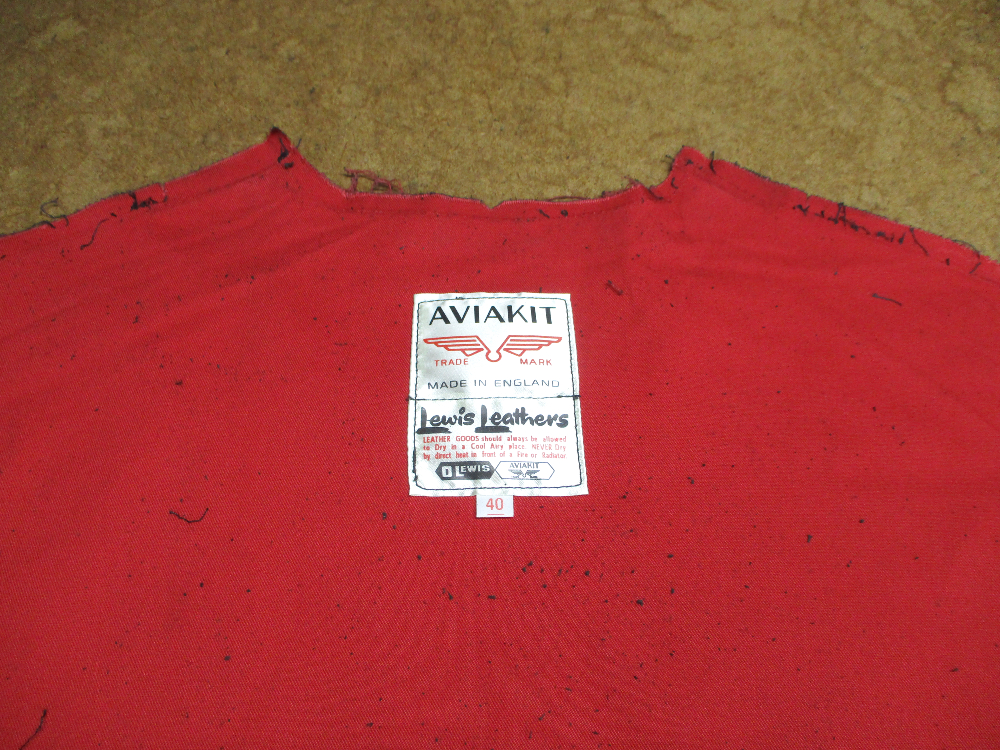 AVIAKIT
TRADE MARK
MADE IN ENGLAND
Lewis Leathers
LEATHER GOODS should always be allowed
to Dry in a Cool Airy place. NEVER Dry
by direct heat in front of a Fire or Radiator
D LEWIS AVIAKIT
40